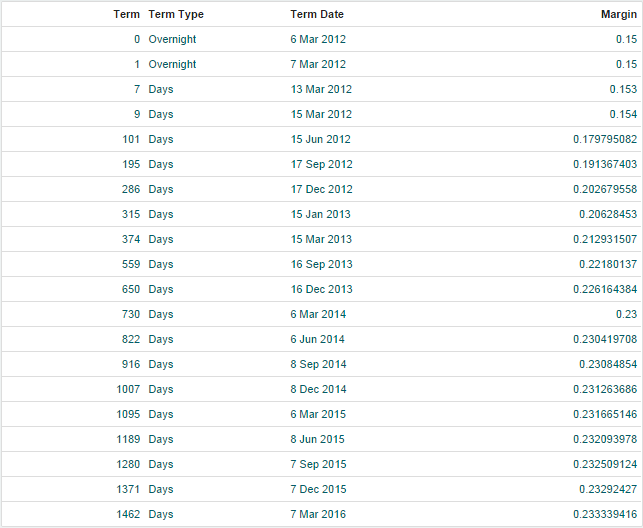 Term Term Type Term Date Margin
0 Overnight 6 Mar 2012 0.15
1 Overnight 7 Mar 2012 0.15
7 Days 13 Mar 2012 0.153
9 Days 15 Mar 2012 0.154
101 Days 15 Jun 2012 0.179795082
195 Days 17 Sep 2012 0.191367403
286 Days 17 Dec 2012 0.202679558
315 Days 15 Jan 2013 0.20628453
374 Days 15 Mar 2013 0.212931507
559 Days 16 Sep 2013 0.22180137
650 Days 16 Dec 2013 0.226164384
730 Days 6 Mar 2014 0.23
822 Days 6 Jun 2014 0.230419708
916 Days 8 Sep 2014 0.23084854
1007 Days 8 Dec 2014 0.231263686
1095 Days 6 Mar 2015 0.231665146
1189 Days 8 Jun 2015 0.232093978
1280 Days 7 Sep 2015 0.232509124
1371 Days 7 Dec 2015 0.23292427
1462 Days 7 Mar 2016 0.233339416